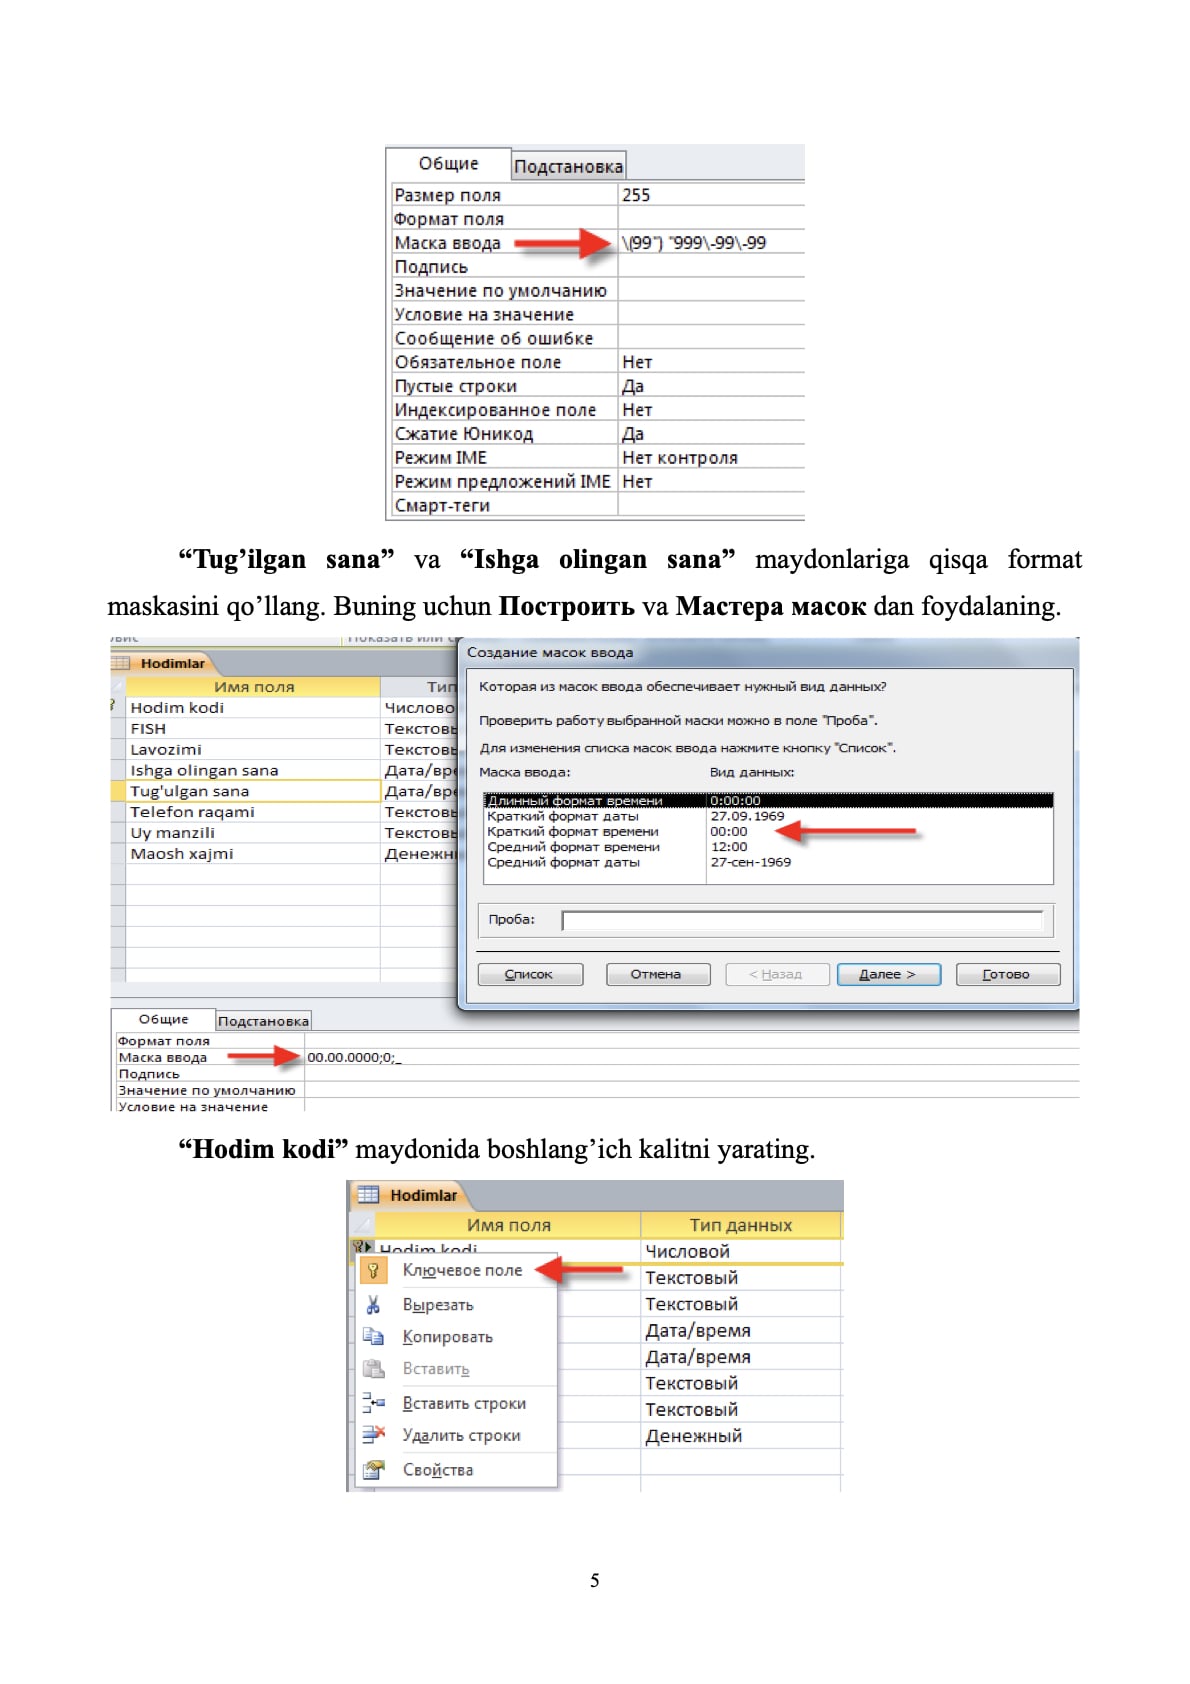 Общие Подстановка
Размер поля 255
Формат поля
Маска ввода \(99") "999\-99\-99
Подпись
Значение по умолчанию
Условие на значение
Сообщение об ошибке
Обязательное поле Нет
Пустые строки Да
Индексированное поле Нет
Сжатие Юникод Да
Режим IME Нет контроля
Режим предложений IME Нет
Смарт-теги
“Tug’ilgan sana” va “Ishga olingan sana” maydonlariga qisqa format
maskasini qo’llang. Buning uchun Построить va Мастера масок dan foydalaning.
Hodimlar
Имя поля Тип
Hodim kodi Число
FISH Тексто
Lavozimi Тексто
Ishga olingan sana Дата/вре
Tug'ulgan sana Дата/вре
Telefon raqami Тексто
Uy manzili Тексто
Maosh xajmi Денежн
Создание масок ввода
Которая из масок ввода обеспечивает нужный вид данных?
Проверить работу выбранной маски можно в поле "Проба".
Для изменения списка масок ввода нажмите кнопку "Список".
Маска ввода: Вид данных:
Длинный формат времени 0:00:00
Краткий формат даты 27.09.1969
Краткий формат времени 00:00
Средний формат времени 12:00
Средний формат даты 27-сен-1969
Проба:
Список Отмена < Назад Далее > Готово
Общие Подстановка
Формат поля
Маска ввода 00.00.0000;0;_
Подпись
Значение по умолчанию
Условие на значение
“Hodim kodi” maydonida boshlang’ich kalitni yarating.
Hodimlar
Имя поля Тип данных
Hodim kodi Числовой
Ключевое поле Текстовый
Вырезать Текстовый
Копировать Дата/время
Вставить Дата/время
Вставить строки Текстовый
Удалить строки Текстовый
Свойства Денежный
5